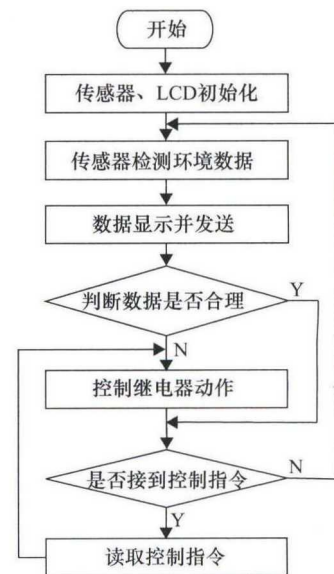 开始
传感器、LCD初始化
传感器检测环境数据
数据显示并发送
判断数据是否合理
Y
N
控制继电器动作
是否接到控制指令
N
Y
读取控制指令